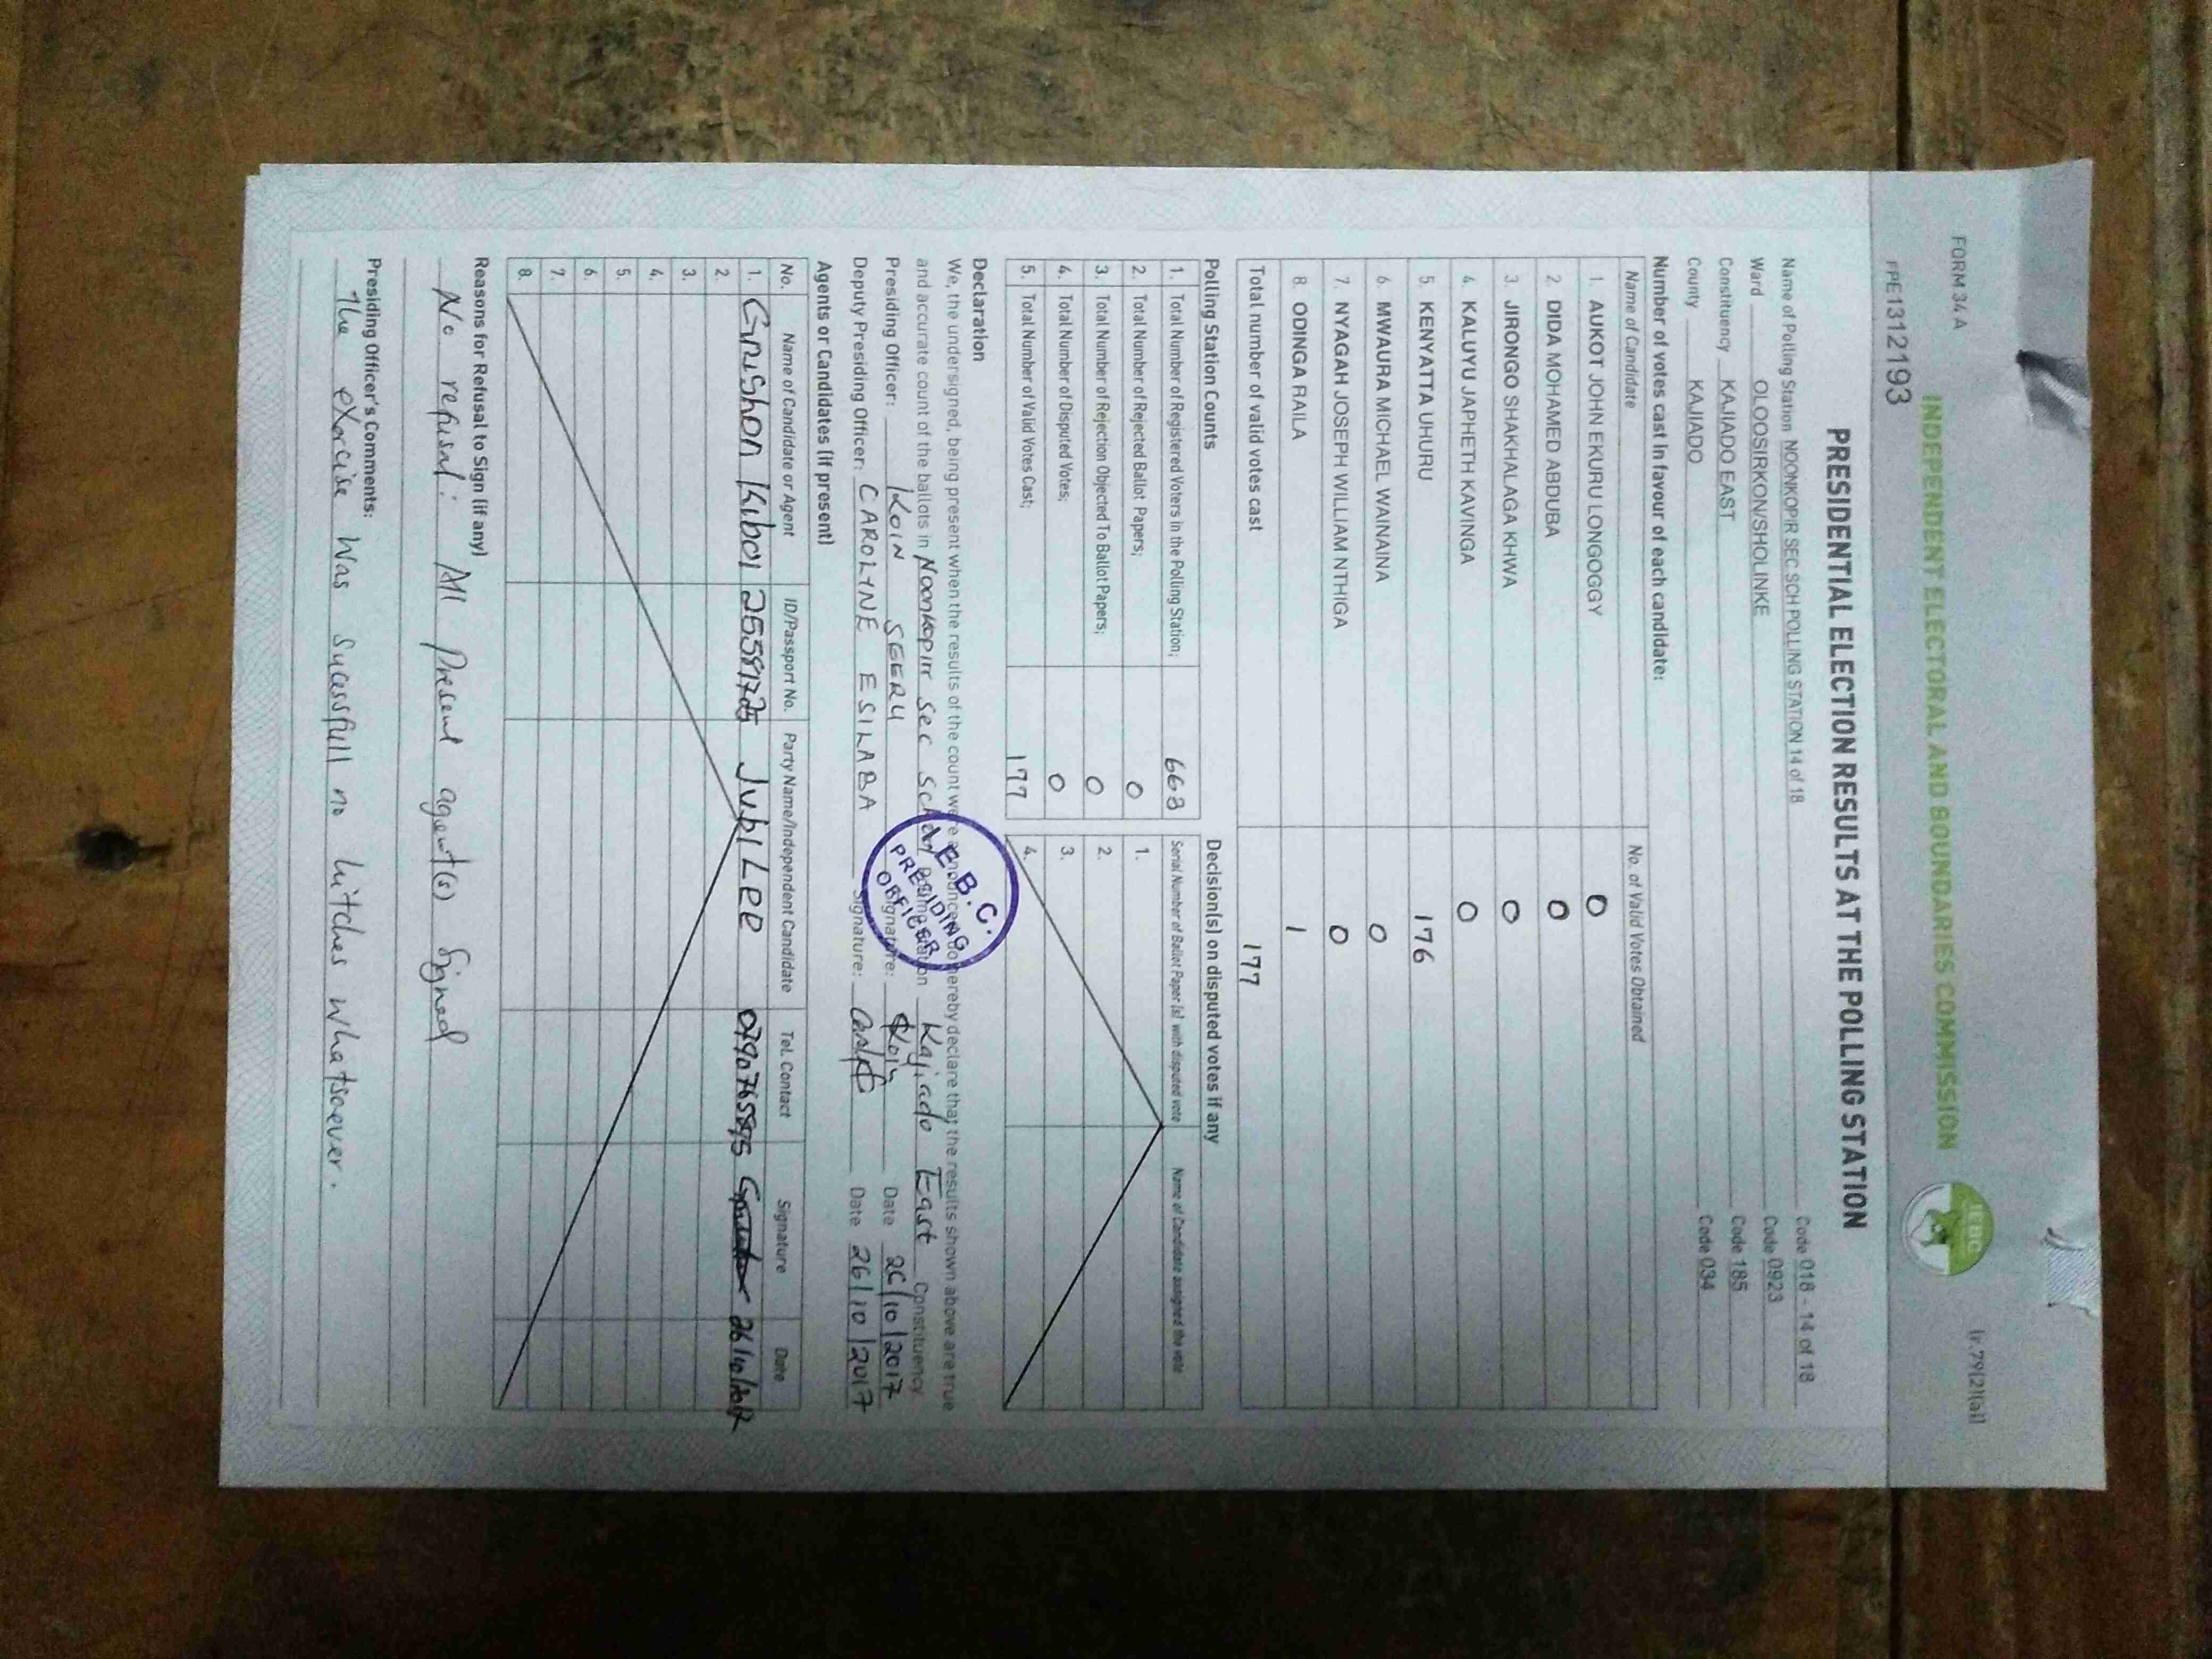 FORM 34 A
(r.79(2)(a))
INDEPENDENT ELECTORAL AND BOUNDARIES COMMISSION
IEBC
FPE1312193
PRESIDENTIAL ELECTION RESULTS AT THE POLLING STATION
Name of Polling Station NOONKOPIR SEC SCH POLLING STATION 14 of 18 Code 018 - 14 of 18
Ward OLOOSIRKON/SHOLINKE Code 0923
Constituency KAJIADO EAST Code 185
County KAJIADO Code 034
Number of votes cast in favour of each candidate:
Name of Candidate No. of Valid Votes Obtained
1. AUKOT JOHN EKURU LONGOGGY 0
2. DIDA MOHAMED ABDUBA 0
3. JIRONGO SHAKHALAGA KHWA 0
4. KALUYU JAPHETH KAVINGA 0
5. KENYATTA UHURU 176
6. MWAURA MICHAEL WAINAINA 0
7. NYAGAH JOSEPH WILLIAM NTHIGA 0
8. ODINGA RAILA 1
Total number of valid votes cast 177
Polling Station Counts
1. Total Number of Registered Voters in the Polling Station; 663
2. Total Number of Rejected Ballot Papers; 0
3. Total Number of Rejection Objected To Ballot Papers; 0
4. Total Number of Disputed Votes; 0
5. Total Number of Valid Votes Cast; 177
Decision(s) on disputed votes if any
Serial Number of Ballot Paper (s) with disputed vote Name of Candidate assigned the vote
1.
2.
3.
4.
Declaration
We, the undersigned, being present when the results of the count were announced do hereby declare that the results shown above are true
and accurate count of the ballots in Noonkopirr Sec School Polling Station Kajiado East Constituency
Presiding Officer: KOIN SGERU Signature: Koin Date 26/10/2017
Deputy Presiding Officer: CAROLYNE ESILABA Signature: Date 26/10/2017
I.E.B.C.
PRESIDING
OFFICER
Agents or Candidates (if present)
No. Name of Candidate or Agent ID/Passport No. Party Name/Independent Candidate Tel. Contact Signature Date
1. Grishon Kiboi JubiLee 26/10/2017
2.
3.
4.
5.
6.
7.
8.
Reasons for Refusal to Sign (if any)
No refusal: All Present agent(s) Signed
Presiding Officer's Comments:
The exercise was sucessfull no hitches whatsoever.